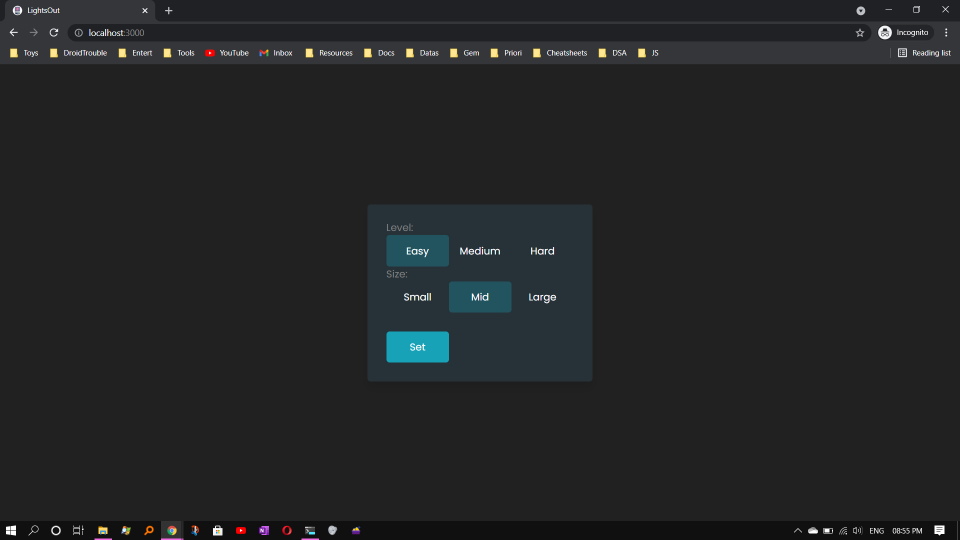 LightsOut
localhost:3000
Incognito
Toys DroidTrouble Entert Tools YouTube Inbox Resources Docs Datas Gem Priori Cheatsheets DSA JS Reading list
Level:
Easy Medium Hard
Size:
Small Mid Large
Set
ENG 08:55 PM